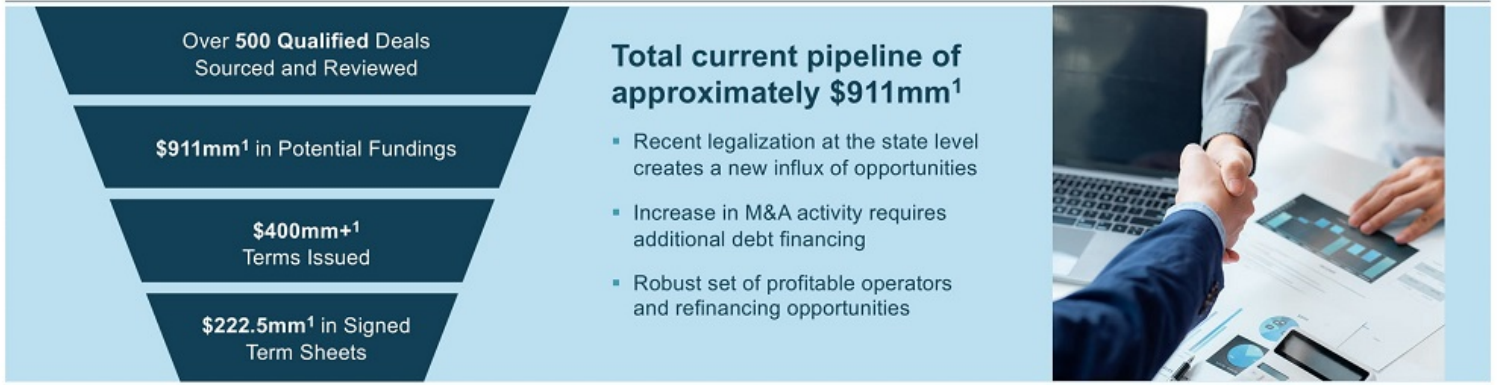 Over 500 Qualified Deals
Sourced and Reviewed
$911mm¹ in Potential Fundings
$400mm+¹
Terms Issued
$222.5mm¹ in Signed
Term Sheets
Total current pipeline of
approximately $911mm¹
▪ Recent legalization at the state level
creates a new influx of opportunities
▪ Increase in M&A activity requires
additional debt financing
▪ Robust set of profitable operators
and refinancing opportunities